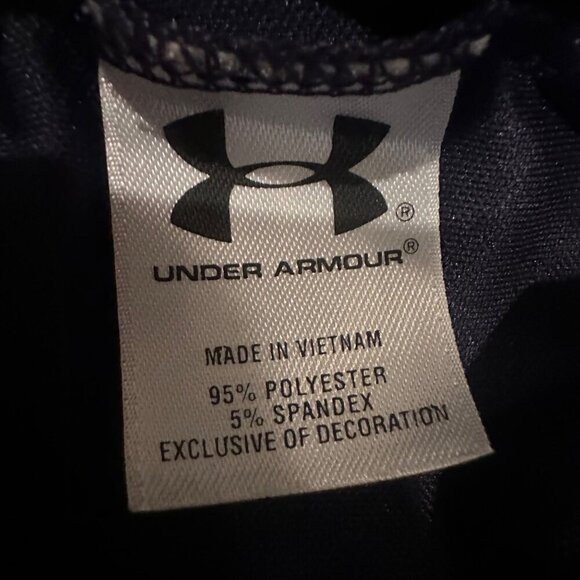 ®
UNDER ARMOUR®
MADE IN VIETNAM
95% POLYESTER
5% SPANDEX
EXCLUSIVE OF DECORATION